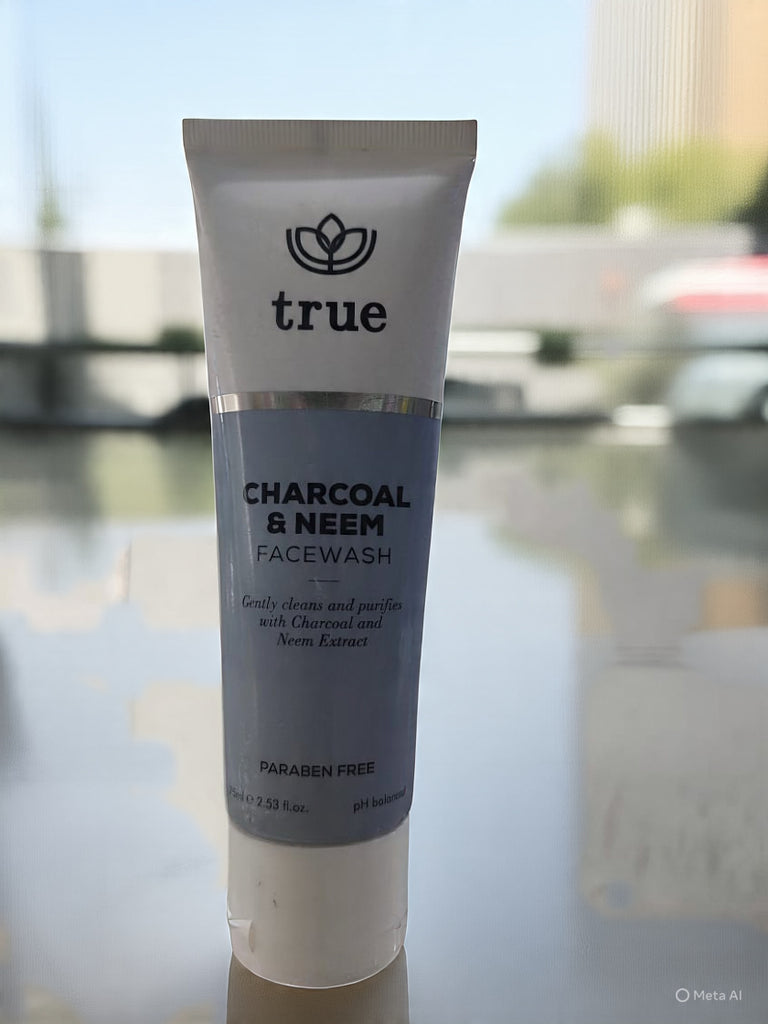 true
CHARCOAL
& NEEM
FACEWASH
Gently cleans and purifies
with Charcoal and
Neem Extract
PARABEN FREE
75ml ℮ 2.53 fl.oz. pH balanced
Meta AI